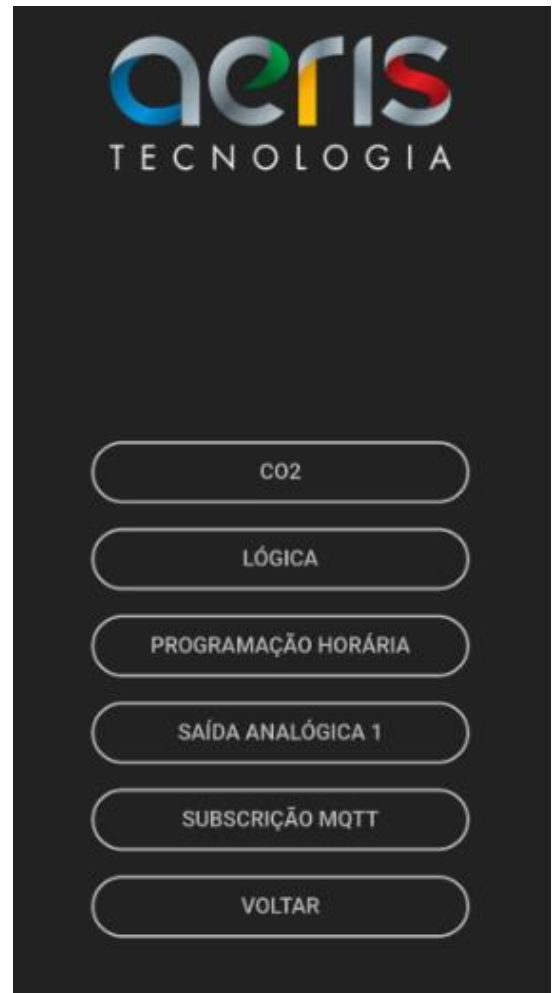 aeris
TECNOLOGIA
CO2
LÓGICA
PROGRAMAÇÃO HORÁRIA
SAÍDA ANALÓGICA 1
SUBSCRIÇÃO MQTT
VOLTAR